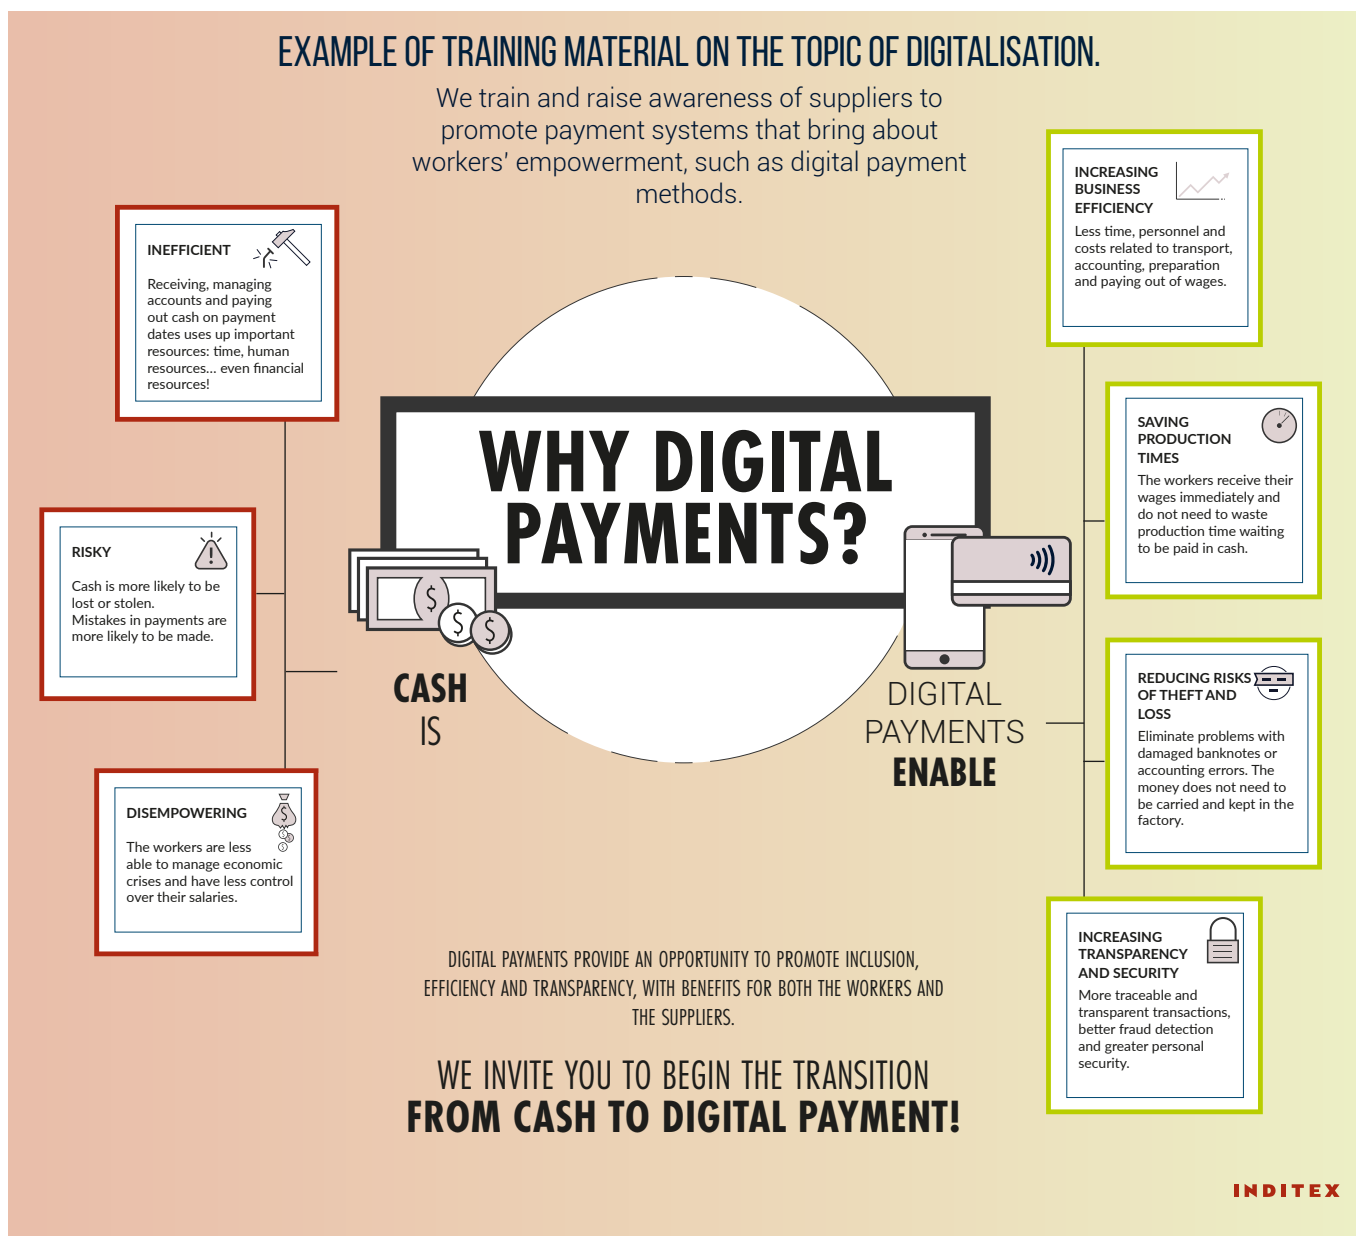 EXAMPLE OF TRAINING MATERIAL ON THE TOPIC OF DIGITALISATION.
We train and raise awareness of suppliers to
promote payment systems that bring about
workers' empowerment, such as digital payment
methods.
INEFFICIENT
Receiving, managing
accounts and paying
out cash on payment
dates uses up important
resources: time, human
resources... even financial
resources!
RISKY
Cash is more likely to be
lost or stolen.
Mistakes in payments are
more likely to be made.
DISEMPOWERING
The workers are less
able to manage economic
crises and have less control
over their salaries.
WHY DIGITAL
PAYMENTS?
$
$
$
CASH
IS
DIGITAL
PAYMENTS
ENABLE
INCREASING
BUSINESS
EFFICIENCY
Less time, personnel and
costs related to transport,
accounting, preparation
and paying out of wages.
SAVING
PRODUCTION
TIMES
The workers receive their
wages immediately and
do not need to waste
production time waiting
to be paid in cash.
REDUCING RISKS
OF THEFT AND
LOSS
Eliminate problems with
damaged banknotes or
accounting errors. The
money does not need to
be carried and kept in the
factory.
INCREASING
TRANSPARENCY
AND SECURITY
More traceable and
transparent transactions,
better fraud detection
and greater personal
security.
DIGITAL PAYMENTS PROVIDE AN OPPORTUNITY TO PROMOTE INCLUSION,
EFFICIENCY AND TRANSPARENCY, WITH BENEFITS FOR BOTH THE WORKERS AND
THE SUPPLIERS.
WE INVITE YOU TO BEGIN THE TRANSITION
FROM CASH TO DIGITAL PAYMENT!
INDITEX